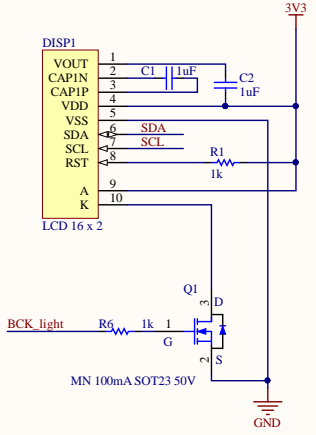 3V3
DISP1
VOUT 1
CAP1N 2 C1 1uF
CAP1P 3 C2
VDD 4 1uF
VSS 5
SDA 6 SDA
SCL 7 SCL
RST 8 R1
1k
A 9
K 10
LCD 16 x 2
Q1
3 D
BCK_light R6 1k 1
G
2 S
MN 100mA SOT23 50V
GND